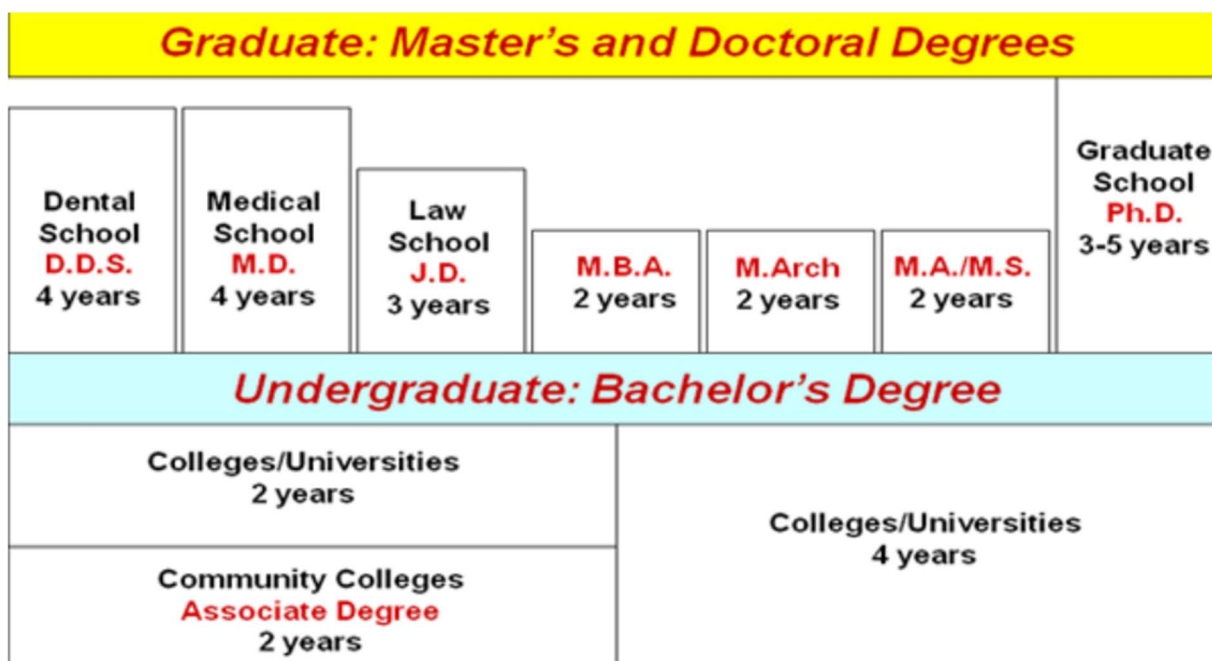 Graduate: Master's and Doctoral Degrees
Dental
School
D.D.S.
4 years
Medical
School
M.D.
4 years
Law
School
J.D.
3 years
M.B.A.
2 years
M.Arch
2 years
M.A./M.S.
2 years
Graduate
School
Ph.D.
3-5 years
Undergraduate: Bachelor's Degree
Colleges/Universities
2 years
Community Colleges
Associate Degree
2 years
Colleges/Universities
4 years